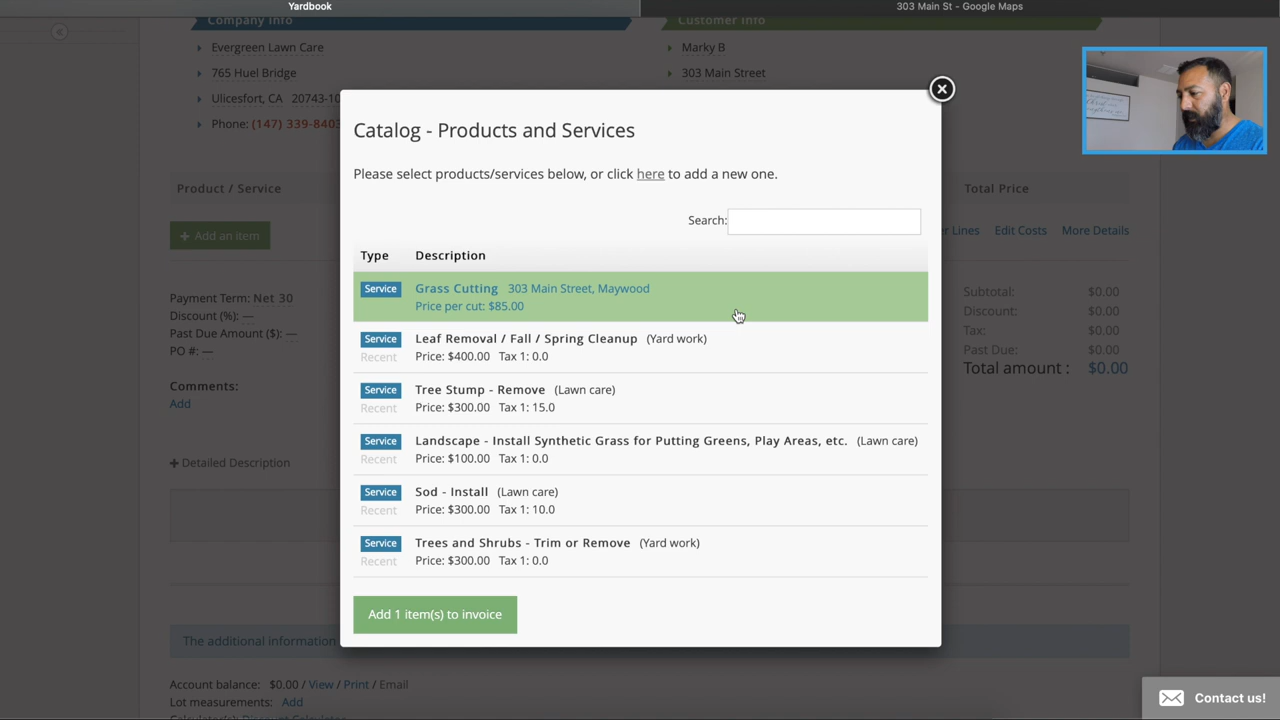 Yardbook
303 Main St - Google Maps
Company Info
Customer Info
Evergreen Lawn Care
Marky B
765 Huel Bridge
303 Main Street
Ulicesfort, CA 20743-10
Phone: (147) 339-8403
Catalog - Products and Services
Please select products/services below, or click here to add a new one.
Product / Service
Total Price
Search:
+ Add an item
er Lines Edit Costs More Details
Type Description
Service Grass Cutting 303 Main Street, Maywood
Price per cut: $85.00
Service Leaf Removal / Fall / Spring Cleanup (Yard work)
Recent Price: $400.00 Tax 1: 0.0
Service Tree Stump - Remove (Lawn care)
Recent Price: $300.00 Tax 1: 15.0
Service Landscape - Install Synthetic Grass for Putting Greens, Play Areas, etc. (Lawn care)
Recent Price: $100.00 Tax 1: 0.0
Service Sod - Install (Lawn care)
Recent Price: $300.00 Tax 1: 10.0
Service Trees and Shrubs - Trim or Remove (Yard work)
Recent Price: $300.00 Tax 1: 0.0
Add 1 item(s) to invoice
Payment Term: Net 30
Discount (%): —
Past Due Amount ($): —
PO #: —
Comments:
Add
Subtotal: $0.00
Discount: $0.00
Tax: $0.00
Past Due: $0.00
Total amount : $0.00
+ Detailed Description
The additional information
Account balance: $0.00 / View / Print / Email
Lot measurements: Add
Contact us!